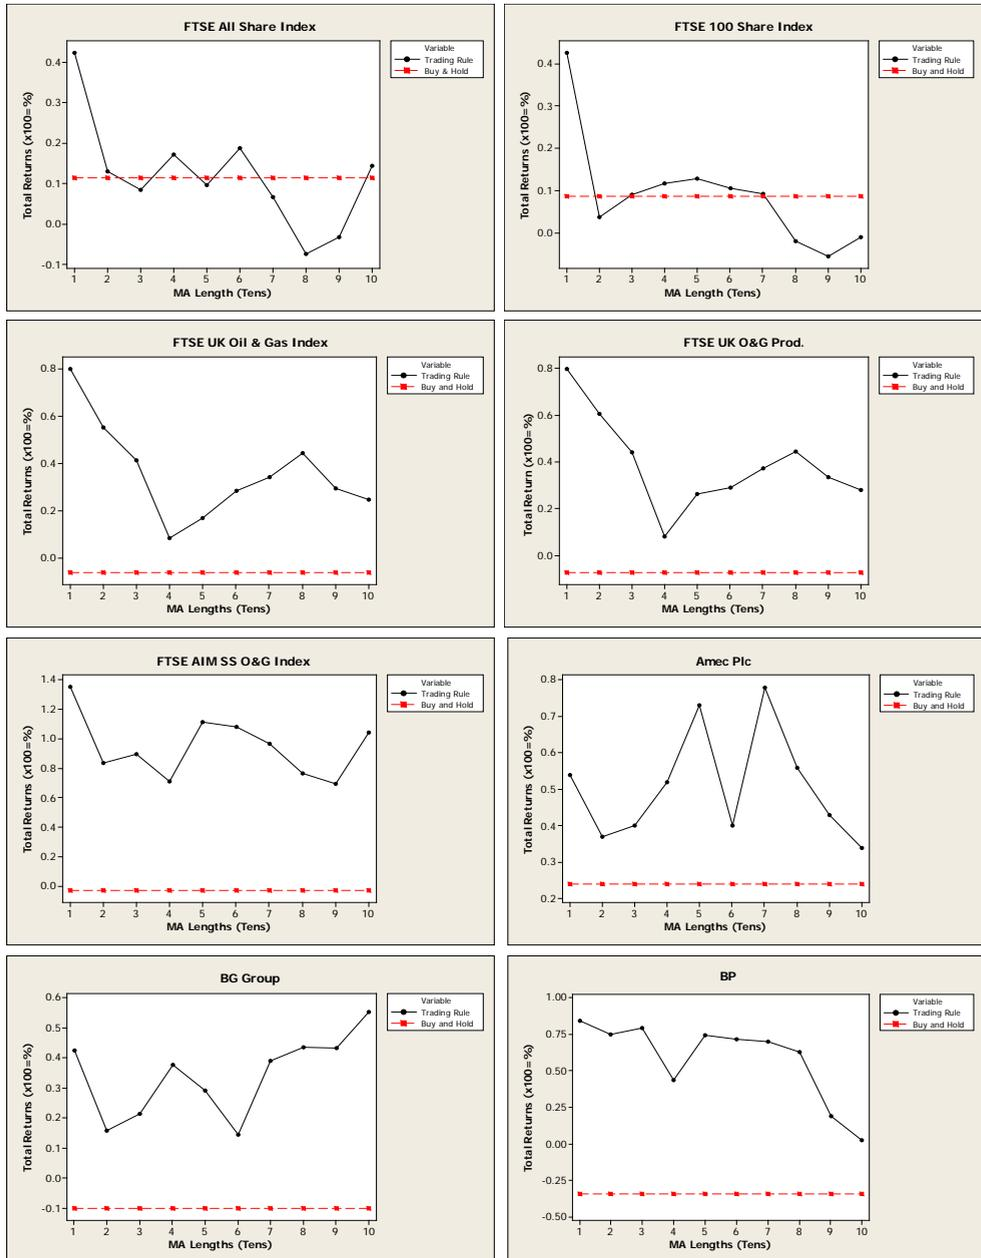 FTSE All Share Index
Total Returns (x100=%)
0.4
0.3
0.2
0.1
0.0
-0.1
1 2 3 4 5 6 7 8 9 10
MA Length (Tens)
Variable
Trading Rule
Buy & Hold
FTSE 100 Share Index
Total Returns (x100=%)
0.4
0.3
0.2
0.1
0.0
1 2 3 4 5 6 7 8 9 10
MA Length (Tens)
Variable
Trading Rule
Buy and Hold
FTSE UK Oil & Gas Index
Total Returns (x100=%)
0.8
0.6
0.4
0.2
0.0
1 2 3 4 5 6 7 8 9 10
MA Lengths (Tens)
Variable
Trading Rule
Buy and Hold
FTSE UK O&G Prod.
Total Return (x100=%)
0.8
0.6
0.4
0.2
0.0
1 2 3 4 5 6 7 8 9 10
MA Lengths (Tens)
Variable
Trading Rule
Buy and Hold
FTSE AIM SS O&G Index
Total Returns (x100=%)
1.4
1.2
1.0
0.8
0.6
0.4
0.2
0.0
1 2 3 4 5 6 7 8 9 10
MA Lengths (Tens)
Variable
Trading Rule
Buy and Hold
Amec Plc
Total Returns (x100=%)
0.8
0.7
0.6
0.5
0.4
0.3
0.2
1 2 3 4 5 6 7 8 9 10
MA Lengths (Tens)
Variable
Trading Rule
Buy and Hold
BG Group
Total Returns (x100=%)
0.6
0.5
0.4
0.3
0.2
0.1
0.0
-0.1
1 2 3 4 5 6 7 8 9 10
MA Lengths (Tens)
Variable
Trading Rule
Buy and Hold
BP
Total Returns (x100=%)
1.00
0.75
0.50
0.25
0.00
-0.25
-0.50
1 2 3 4 5 6 7 8 9 10
MA Lengths (Tens)
Variable
Trading Rule
Buy and Hold